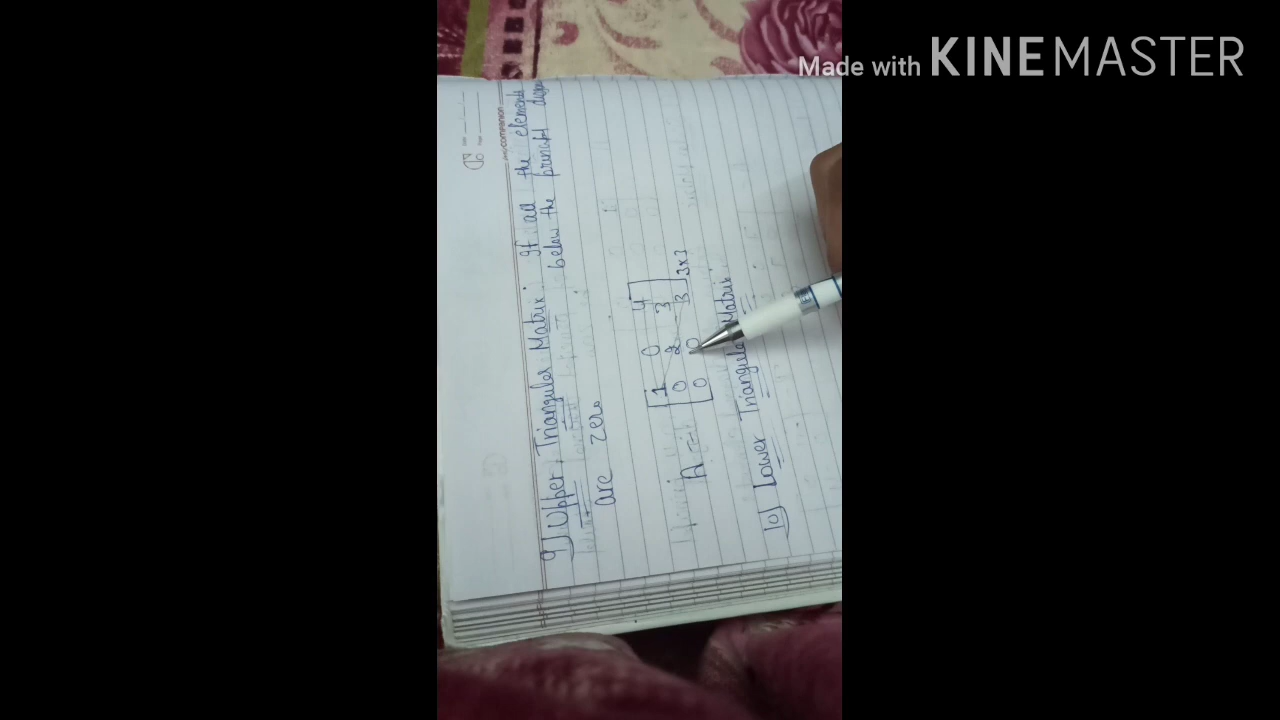 Made with KINEMASTER
companion
9] Upper Triangular Matrix: If all the elements
below the principal
are zero
A = [1 0 4
0 2 3
0 0 3] 3x3
10] Lower Triangular Matrix: